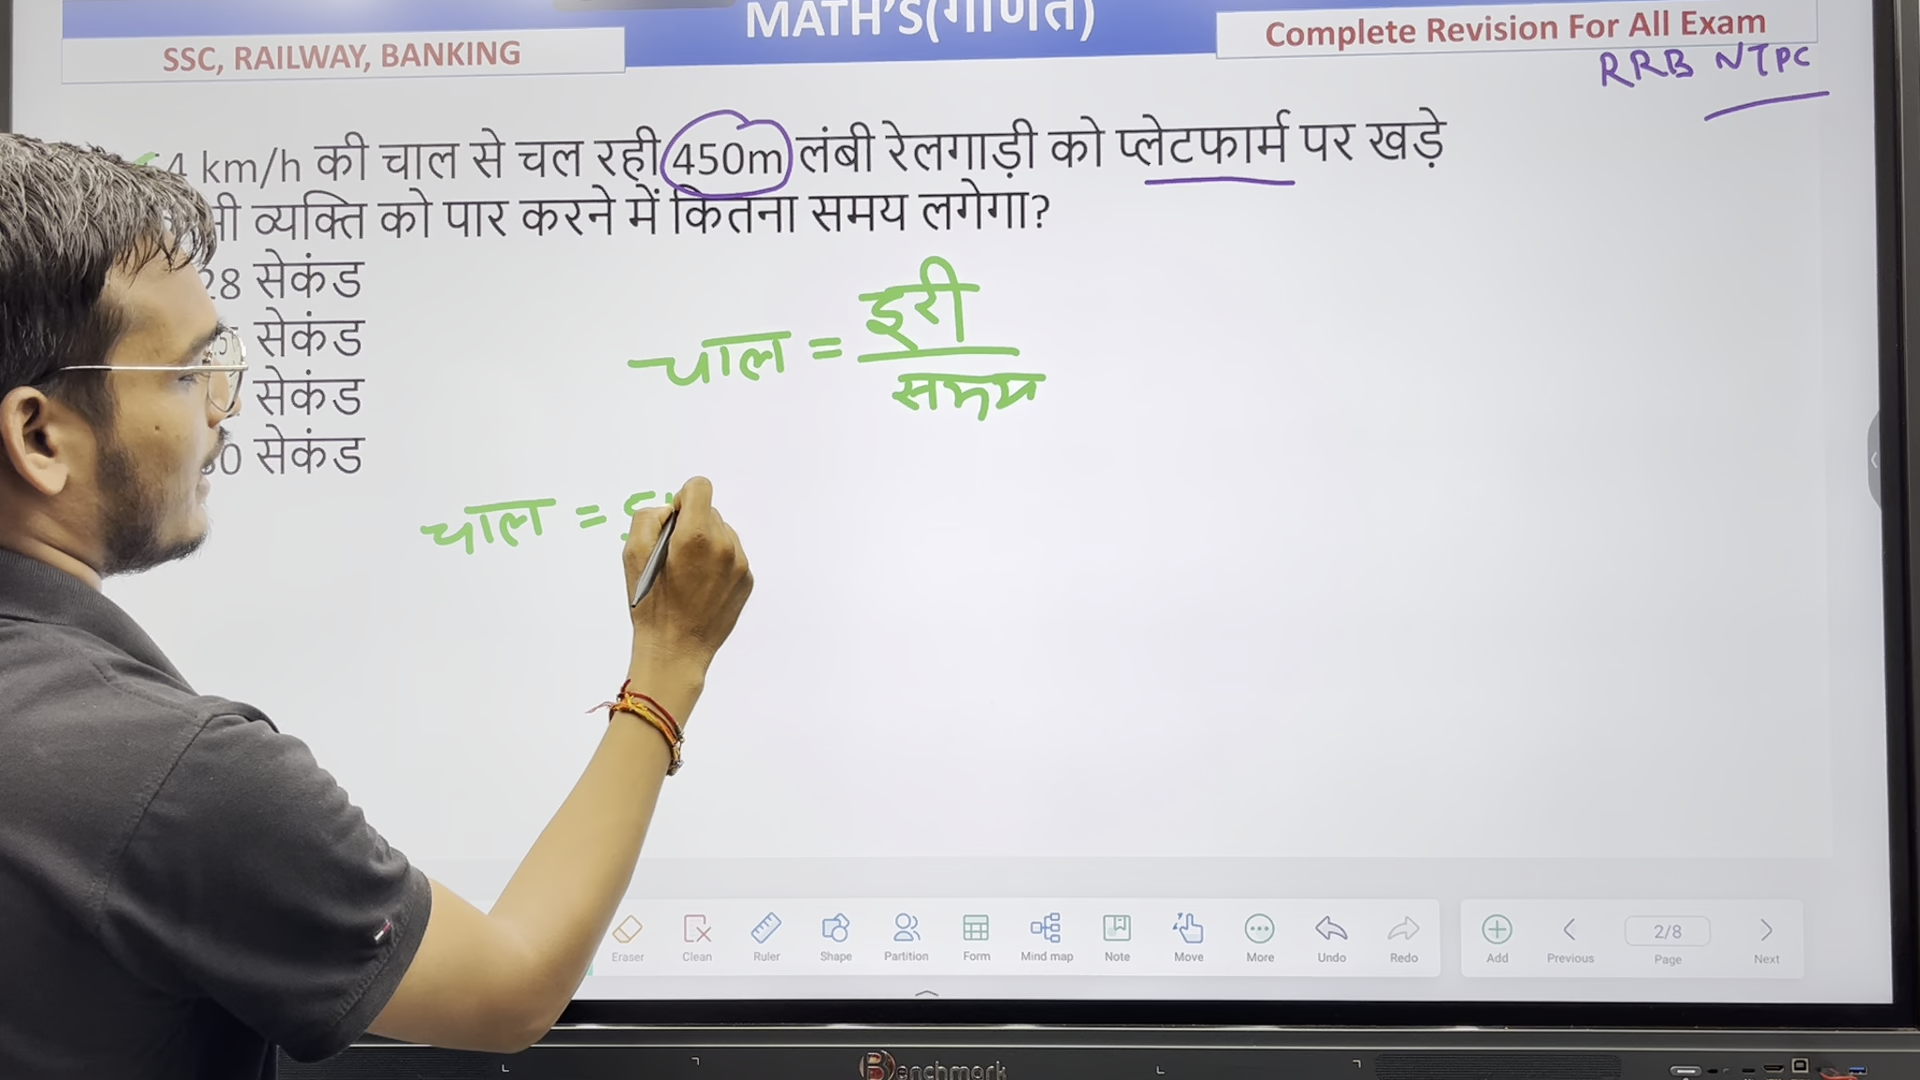 MATH'S(गणित)
SSC, RAILWAY, BANKING
Complete Revision For All Exam
RRB NTPC
4 km/h की चाल से चल रही 450m लंबी रेलगाड़ी को प्लेटफार्म पर खड़े
व्यक्ति को पार करने में कितना समय लगेगा?
28 सेकंड
सेकंड
सेकंड
0 सेकंड
चाल = दूरी
समय
चाल =
Eraser Clean Ruler Shape Partition Form Mind map Note Move More Undo Redo
Add Previous 2/8 Page Next
Benchmark